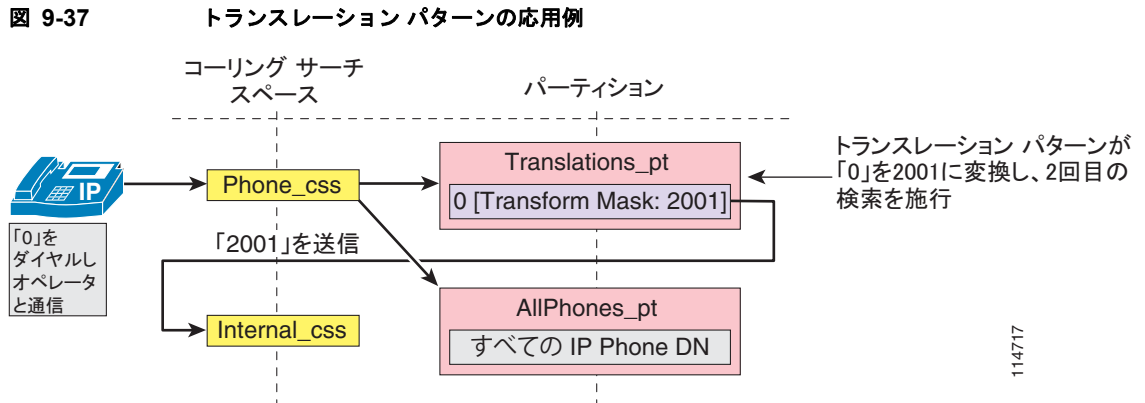 図 9-37 トランスレーション パターンの応用例
コーリング サーチ
スペース
パーティション
IP
「0」を
ダイヤルし
オペレータ
と通信
Phone_css
Translations_pt
0 [Transform Mask: 2001]
トランスレーション パターンが
「0」を2001に変換し、2回目の
検索を施行
「2001」を送信
Internal_css
AllPhones_pt
すべての IP Phone DN
114717